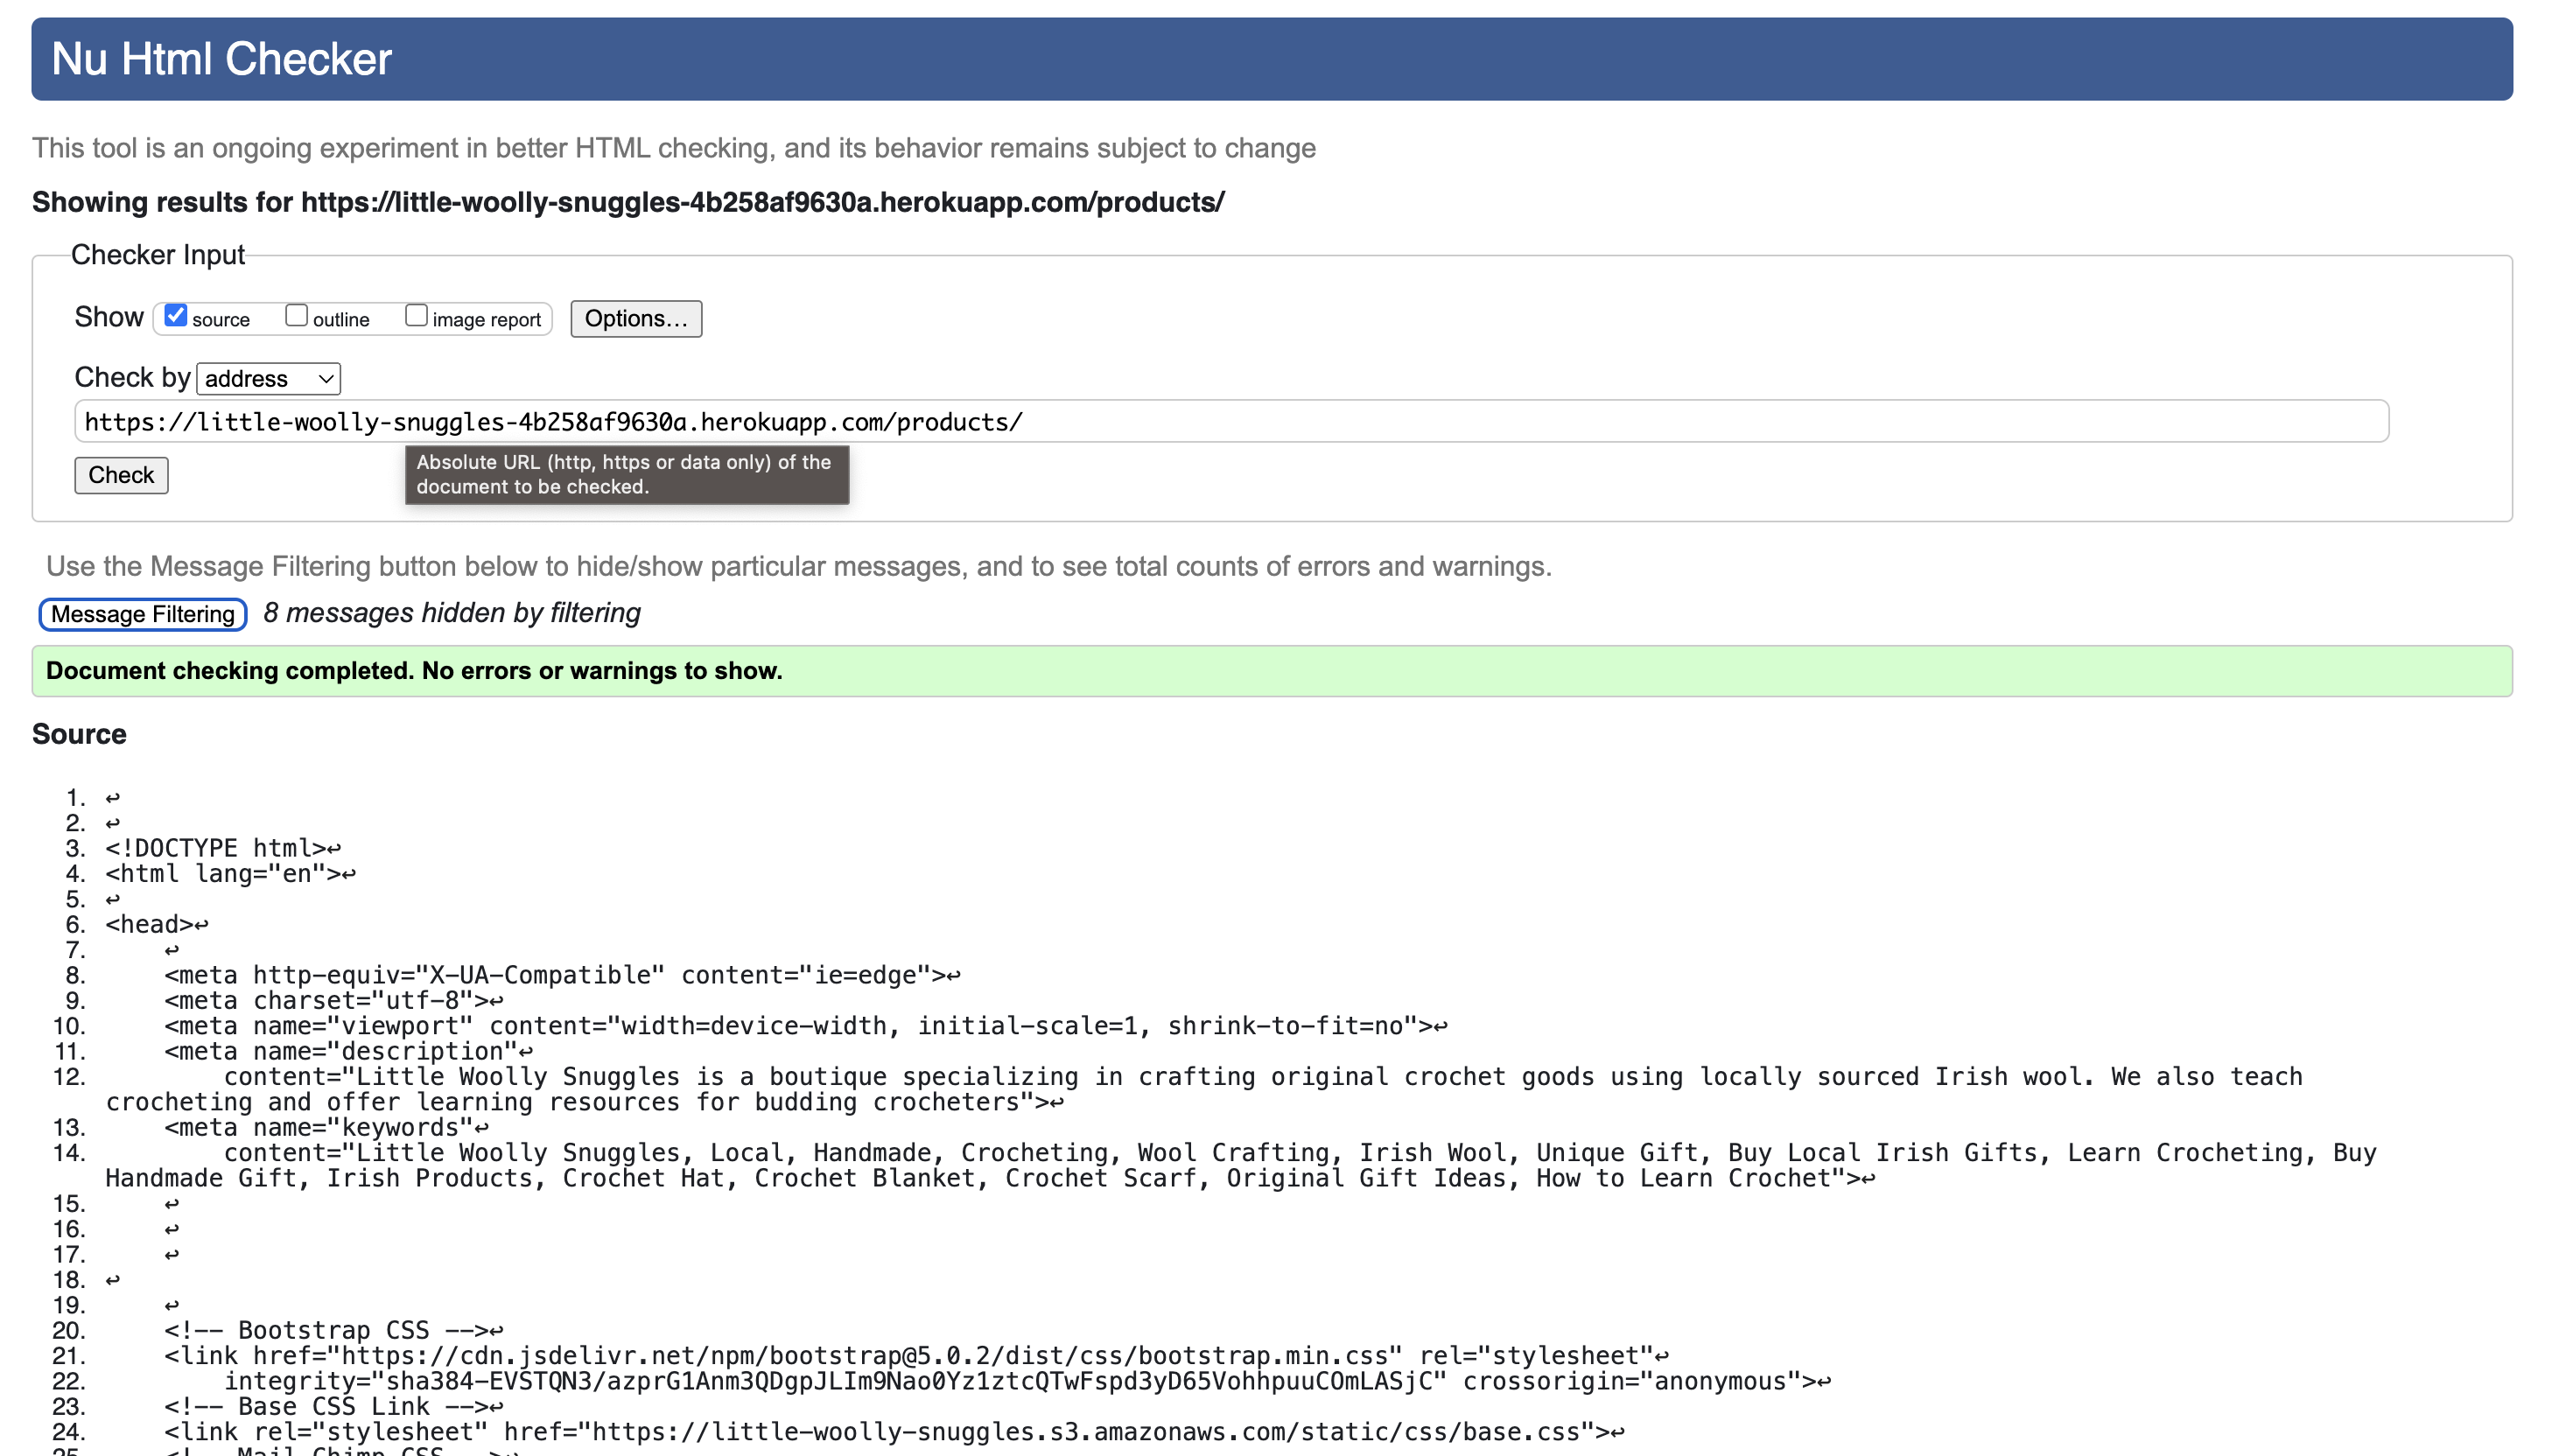 Nu Html Checker
This tool is an ongoing experiment in better HTML checking, and its behavior remains subject to change
Showing results for https://little-woolly-snuggles-4b258af9630a.herokuapp.com/products/
Checker Input
Show source outline image report Options...
Check by address
https://little-woolly-snuggles-4b258af9630a.herokuapp.com/products/
Absolute URL (http, https or data only) of the
document to be checked.
Check
Use the Message Filtering button below to hide/show particular messages, and to see total counts of errors and warnings.
Message Filtering 8 messages hidden by filtering
Document checking completed. No errors or warnings to show.
Source
1. ↩
2. ↩
3. <!DOCTYPE html>↩
4. <html lang="en">↩
5. ↩
6. <head>↩
7. ↩
8. <meta http-equiv="X-UA-Compatible" content="ie=edge">↩
9. <meta charset="utf-8">↩
10. <meta name="viewport" content="width=device-width, initial-scale=1, shrink-to-fit=no">↩
11. <meta name="description"↩
12. content="Little Woolly Snuggles is a boutique specializing in crafting original crochet goods using locally sourced Irish wool. We also teach
crocheting and offer learning resources for budding crocheters">↩
13. <meta name="keywords"↩
14. content="Little Woolly Snuggles, Local, Handmade, Crocheting, Wool Crafting, Irish Wool, Unique Gift, Buy Local Irish Gifts, Learn Crocheting, Buy
Handmade Gift, Irish Products, Crochet Hat, Crochet Blanket, Crochet Scarf, Original Gift Ideas, How to Learn Crochet">↩
15. ↩
16. ↩
17. ↩
18. ↩
19. ↩
20. <!-- Bootstrap CSS -->↩
21. <link href="https://cdn.jsdelivr.net/npm/bootstrap@5.0.2/dist/css/bootstrap.min.css" rel="stylesheet"↩
22. integrity="sha384-EVSTQN3/azprG1Anm3QDgpJLIm9Nao0Yz1ztcQTwFspd3yD65VohhpuuCOmLASjC" crossorigin="anonymous">↩
23. <!-- Base CSS Link -->↩
24. <link rel="stylesheet" href="https://little-woolly-snuggles.s3.amazonaws.com/static/css/base.css">↩
25. <!-- Mail Chimp CSS -->↩